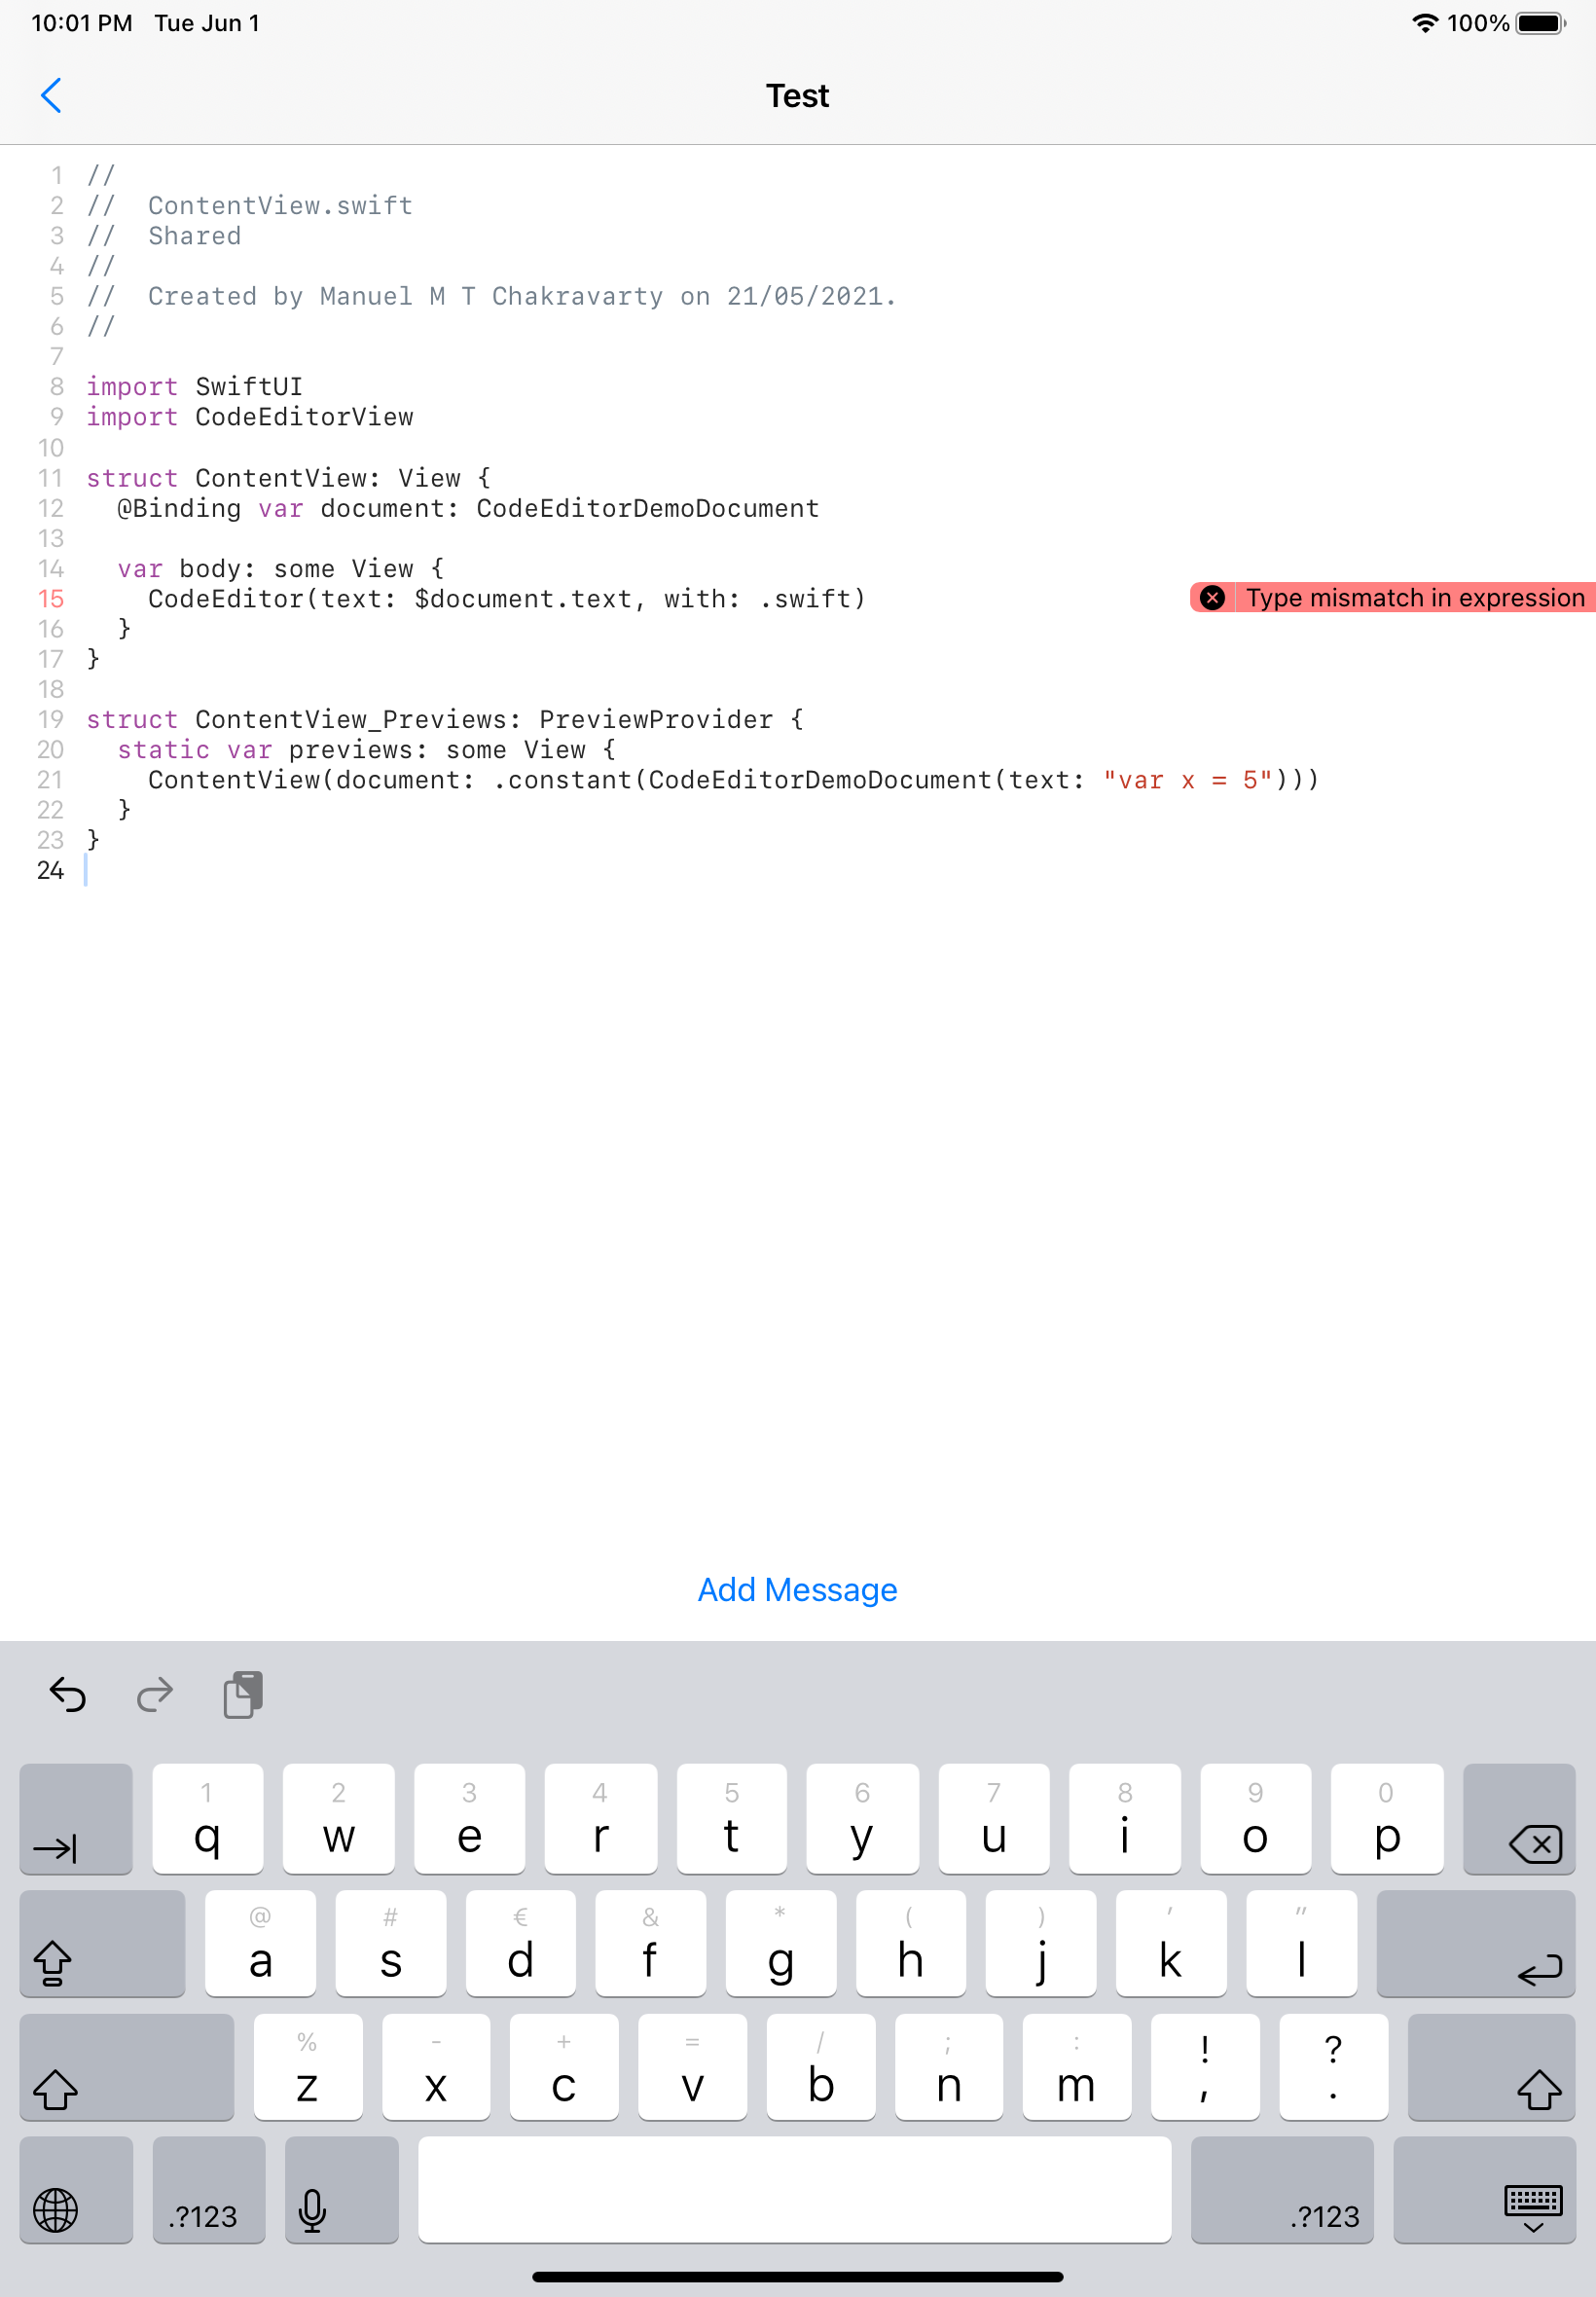 10:01 PM Tue Jun 1 100%
Test
1 //
2 //  ContentView.swift
3 //  Shared
4 //
5 //  Created by Manuel M T Chakravarty on 21/05/2021.
6 //
7
8 import SwiftUI
9 import CodeEditorView
10
11 struct ContentView: View {
12   @Binding var document: CodeEditorDemoDocument
13
14   var body: some View {
15     CodeEditor(text: $document.text, with: .swift) Type mismatch in expression
16   }
17 }
18
19 struct ContentView_Previews: PreviewProvider {
20   static var previews: some View {
21     ContentView(document: .constant(CodeEditorDemoDocument(text: "var x = 5")))
22   }
23 }
24
Add Message
1 2 3 4 5 6 7 8 9 0
q w e r t y u i o p
@ # € & * ( ) ' "
a s d f g h j k l
% - + = / ; : ! ?
z x c v b n m , .
.?123 .?123